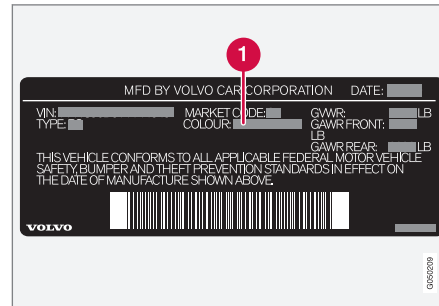 1
MFD BY VOLVO CAR CORPORATION DATE:
VIN: MARKET CODE: GVWR: LB
TYPE: COLOUR: GAWR FRONT:
LB
GAWR REAR: LB
THIS VEHICLE CONFORMS TO ALL APPLICABLE FEDERAL MOTOR VEHICLE
SAFETY, BUMPER AND THEFT PREVENTION STANDARDS IN EFFECT ON
THE DATE OF MANUFACTURE SHOWN ABOVE.
VOLVO
G050209